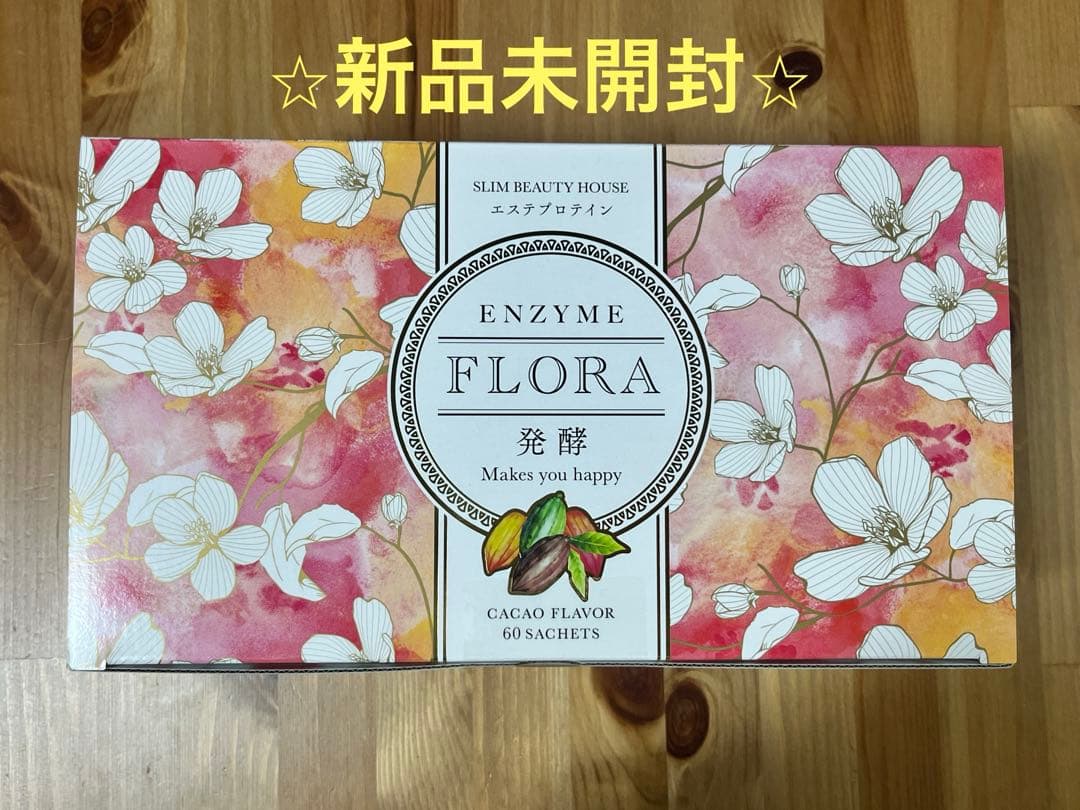 ☆新品未開封☆
SLIM BEAUTY HOUSE
エステプロテイン
ENZYME
FLORA
発酵
Makes you happy
CACAO FLAVOR
60 SACHETS